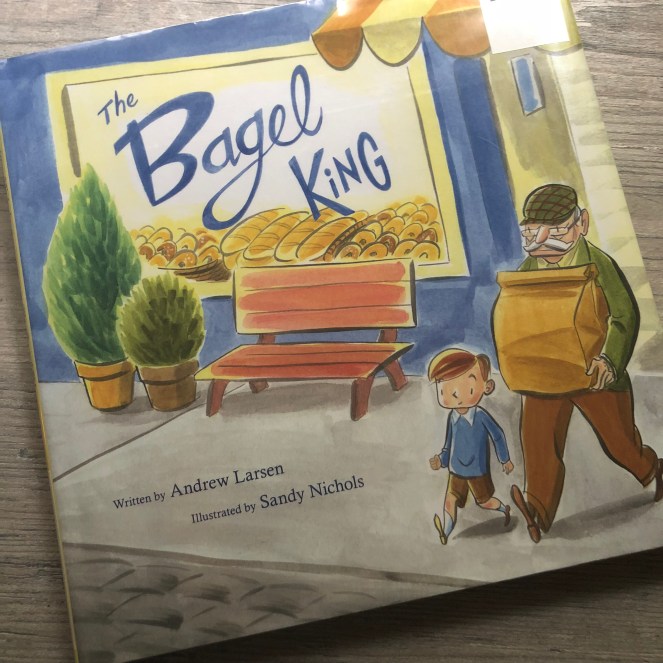 The
Bagel
KING
Written by Andrew Larsen
Illustrated by Sandy Nichols